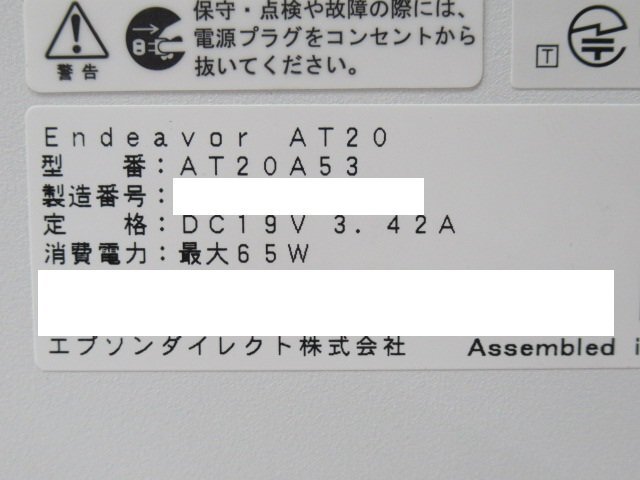 保守・点検や故障の際には、
電源プラグをコンセントから
抜いてください。
警告
T
Endeavor AT20
型 番：AT20A53
製造番号：
定 格：DC19V 3.42A
消費電力：最大65W
エプソンダイレクト株式会社 Assembled i